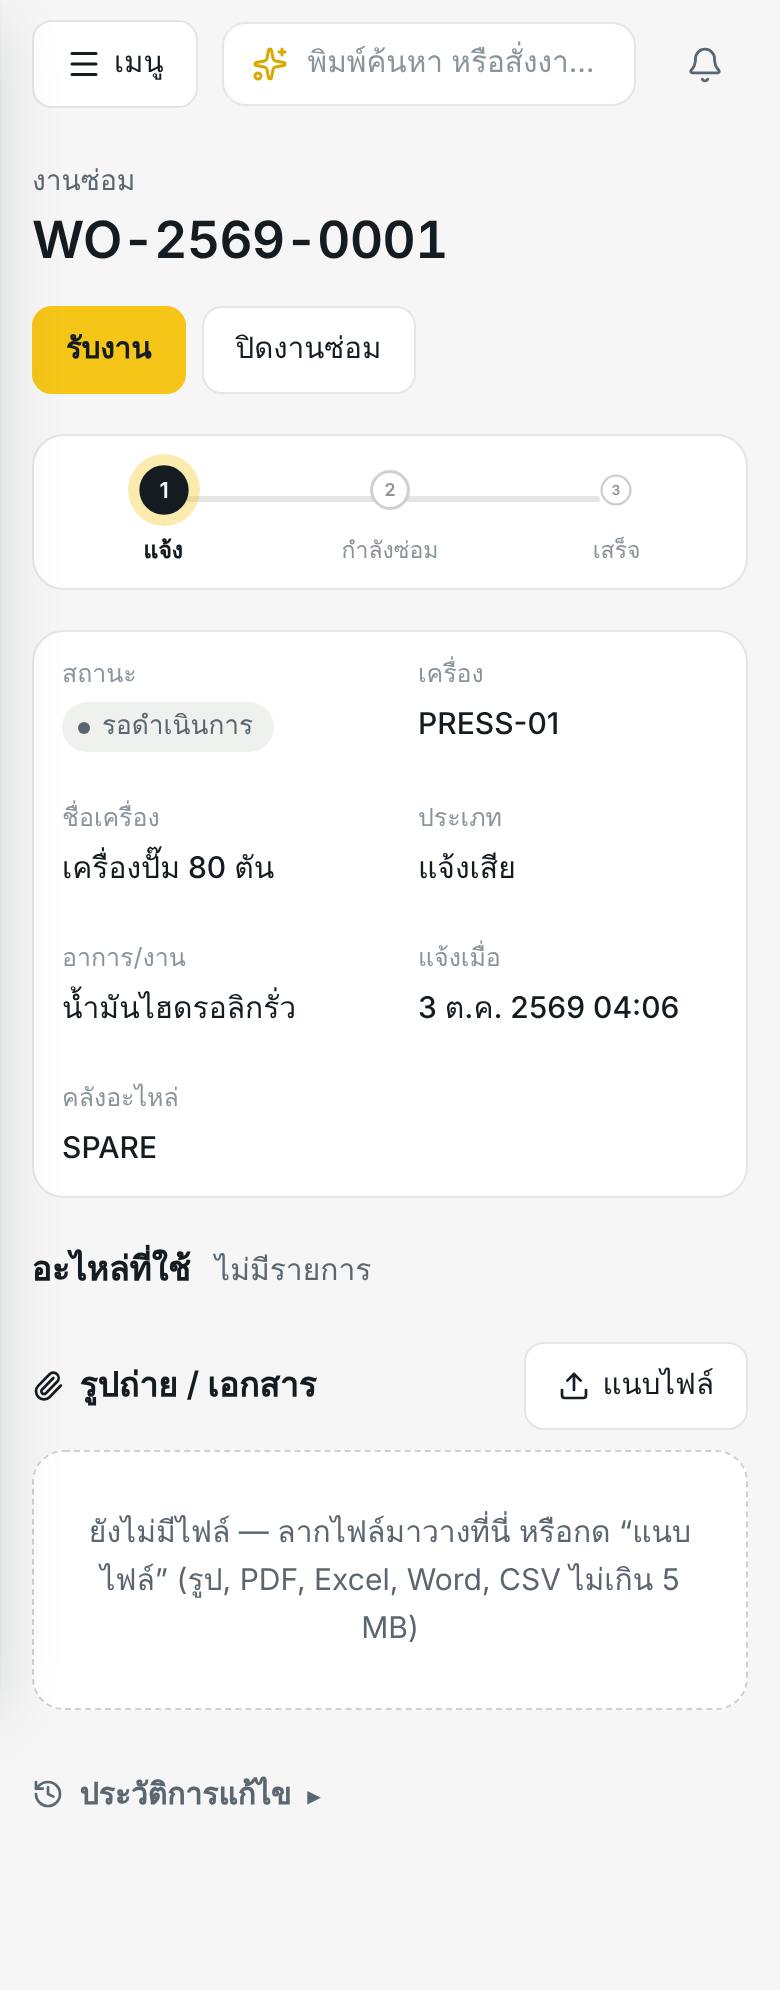 เมนู
พิมพ์ค้นหา หรือสั่งงา...
งานซ่อม
WO-2569-0001
รับงาน
ปิดงานซ่อม
1
2
3
แจ้ง
กำลังซ่อม
เสร็จ
สถานะ
เครื่อง
รอดำเนินการ
PRESS-01
ชื่อเครื่อง
ประเภท
เครื่องปั๊ม 80 ตัน
แจ้งเสีย
อาการ/งาน
แจ้งเมื่อ
น้ำมันไฮดรอลิกรั่ว
3 ต.ค. 2569 04:06
คลังอะไหล่
SPARE
อะไหล่ที่ใช้ ไม่มีรายการ
รูปถ่าย / เอกสาร
แนบไฟล์
ยังไม่มีไฟล์ — ลากไฟล์มาวางที่นี่ หรือกด “แนบ
ไฟล์” (รูป, PDF, Excel, Word, CSV ไม่เกิน 5
MB)
ประวัติการแก้ไข ▸